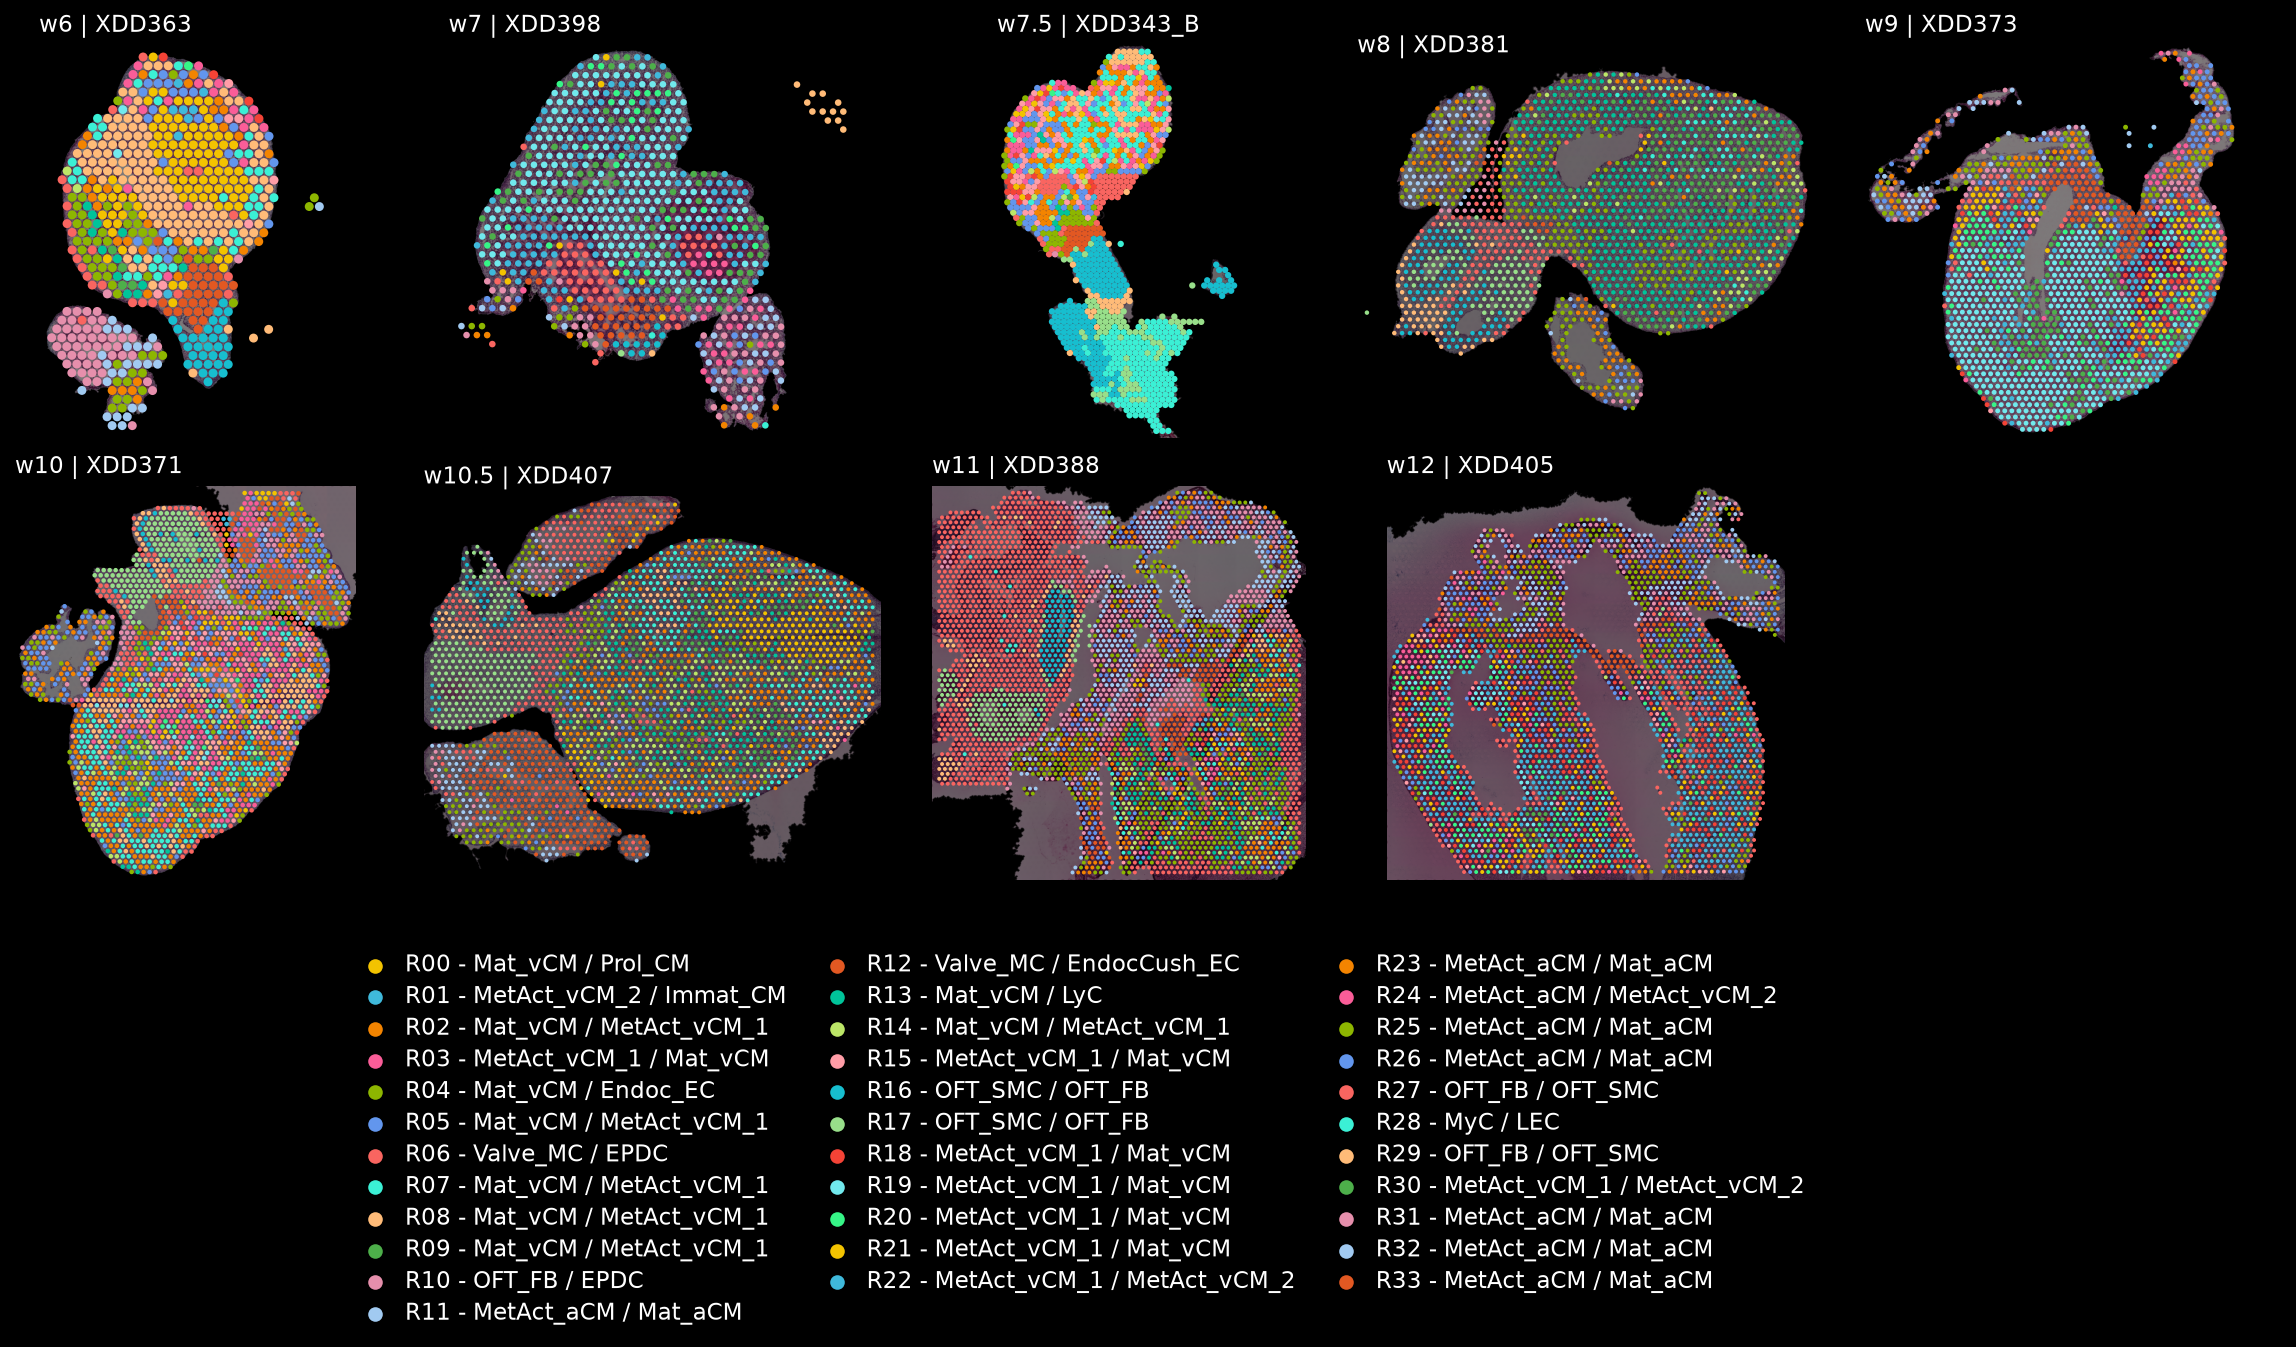 w6 | XDD363
w7 | XDD398
w7.5 | XDD343_B
w8 | XDD381
w9 | XDD373
w10 | XDD371
w10.5 | XDD407
w11 | XDD388
w12 | XDD405
R00 - Mat_vCM / Prol_CM
R01 - MetAct_vCM_2 / Immat_CM
R02 - Mat_vCM / MetAct_vCM_1
R03 - MetAct_vCM_1 / Mat_vCM
R04 - Mat_vCM / Endoc_EC
R05 - Mat_vCM / MetAct_vCM_1
R06 - Valve_MC / EPDC
R07 - Mat_vCM / MetAct_vCM_1
R08 - Mat_vCM / MetAct_vCM_1
R09 - Mat_vCM / MetAct_vCM_1
R10 - OFT_FB / EPDC
R11 - MetAct_aCM / Mat_aCM
R12 - Valve_MC / EndocCush_EC
R13 - Mat_vCM / LyC
R14 - Mat_vCM / MetAct_vCM_1
R15 - MetAct_vCM_1 / Mat_vCM
R16 - OFT_SMC / OFT_FB
R17 - OFT_SMC / OFT_FB
R18 - MetAct_vCM_1 / Mat_vCM
R19 - MetAct_vCM_1 / Mat_vCM
R20 - MetAct_vCM_1 / Mat_vCM
R21 - MetAct_vCM_1 / Mat_vCM
R22 - MetAct_vCM_1 / MetAct_vCM_2
R23 - MetAct_aCM / Mat_aCM
R24 - MetAct_aCM / MetAct_vCM_2
R25 - MetAct_aCM / Mat_aCM
R26 - MetAct_aCM / Mat_aCM
R27 - OFT_FB / OFT_SMC
R28 - MyC / LEC
R29 - OFT_FB / OFT_SMC
R30 - MetAct_vCM_1 / MetAct_vCM_2
R31 - MetAct_aCM / Mat_aCM
R32 - MetAct_aCM / Mat_aCM
R33 - MetAct_aCM / Mat_aCM